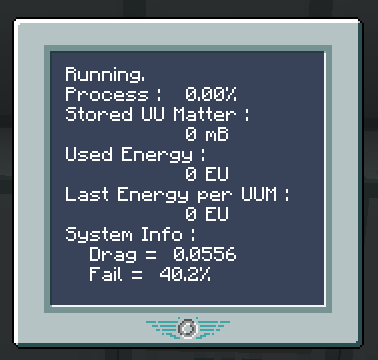 Running.
Process : 0.00%
Stored UU Matter :
0 mB
Used Energy :
0 EU
Last Energy per UUM :
0 EU
System Info :
Drag = 0.0556
Fail = 40.2%